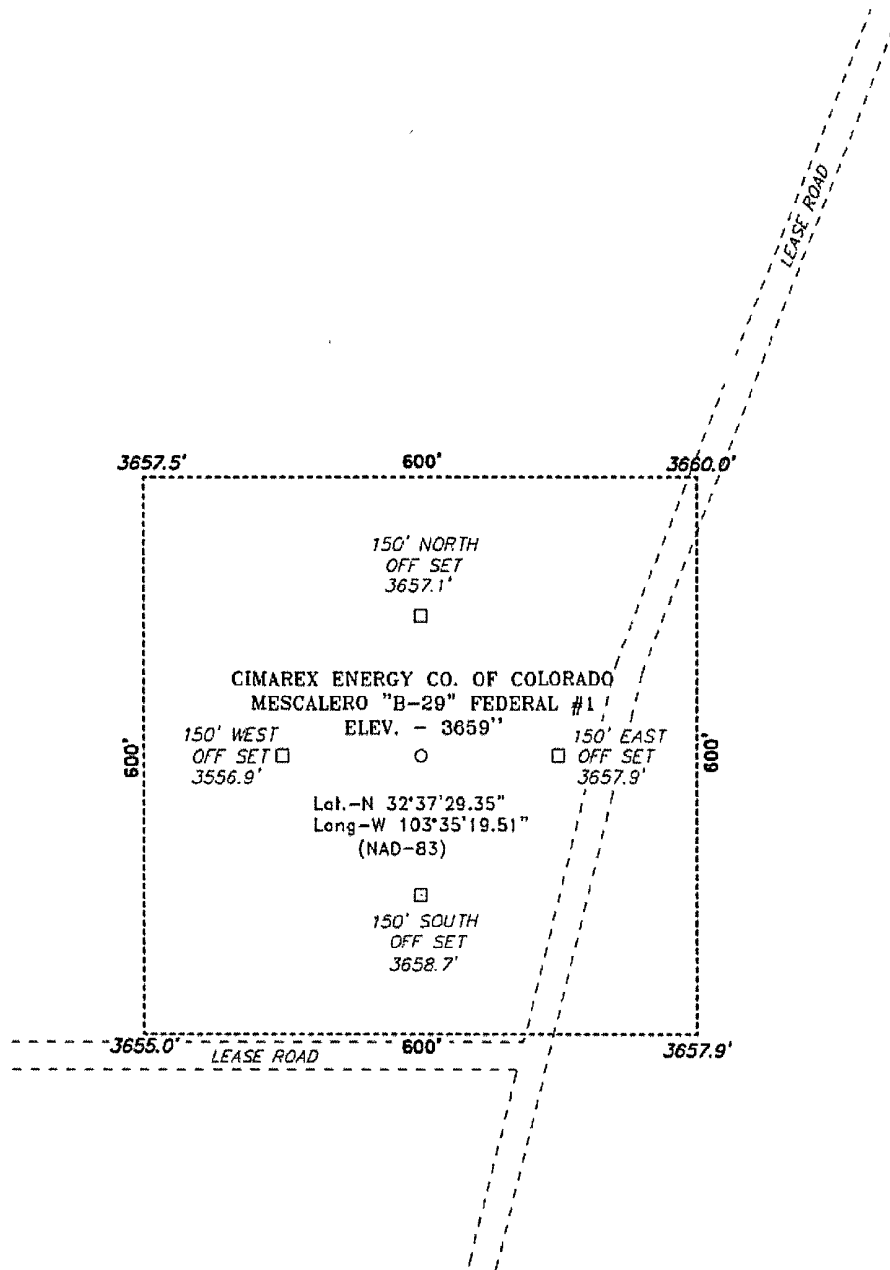 LEASE ROAD
3657.5'
600'
3660.0'
150' NORTH
OFF SET
3657.1'
CIMAREX ENERGY CO. OF COLORADO
MESCALERO "B-29" FEDERAL #1
ELEV. - 3659''
150' WEST
OFF SET
3556.9'
150' EAST
OFF SET
3657.9'
600'
600'
Lat.-N 32°37'29.35"
Long-W 103°35'19.51"
(NAD-83)
150' SOUTH
OFF SET
3658.7'
3655.0'
LEASE ROAD
600'
3657.9'